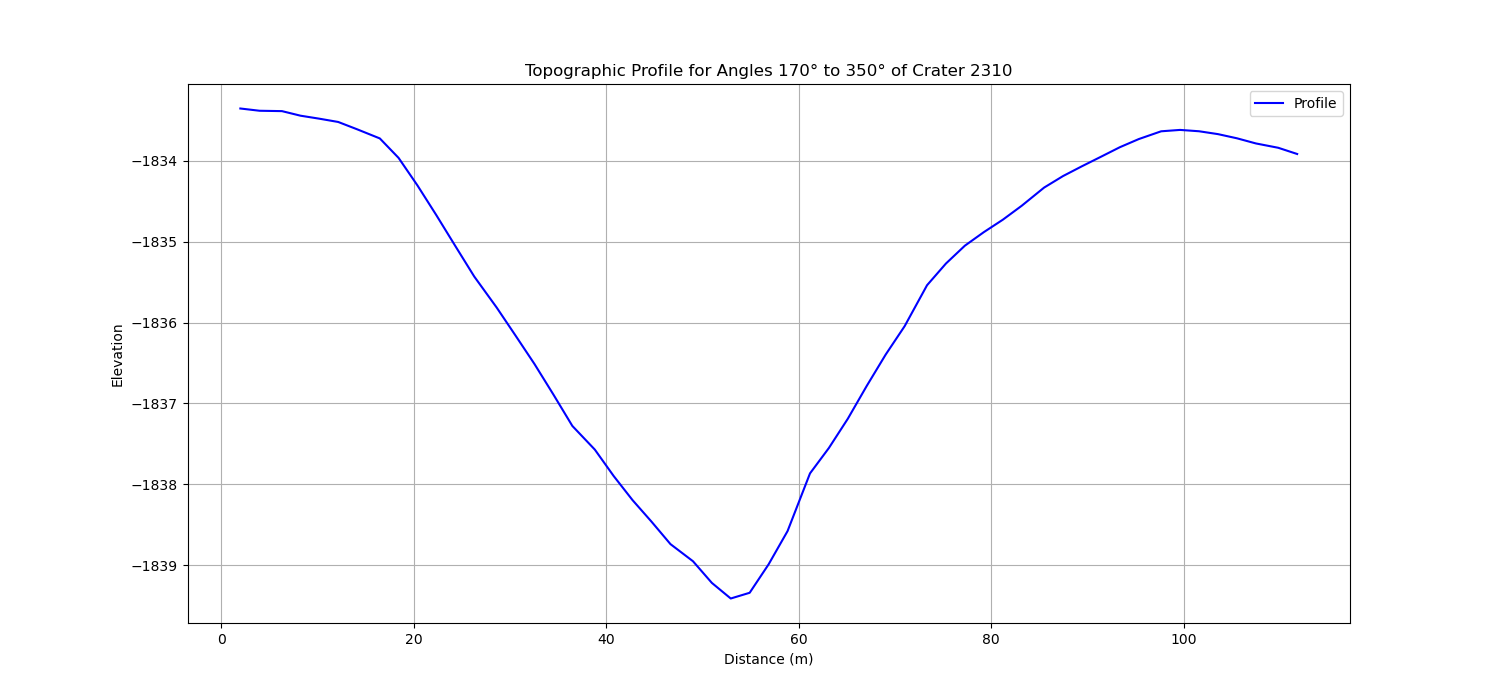 Topographic Profile for Angles 170° to 350° of Crater 2310
Profile
−1834
−1835
−1836
−1837
−1838
−1839
Elevation
0 20 40 60 80 100
Distance (m)